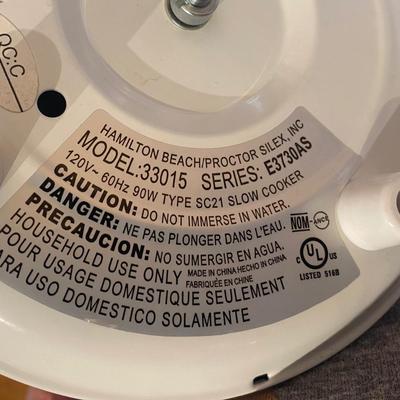 QC:C
HAMILTON BEACH/PROCTOR SILEX, INC
MODEL:33015 SERIES: E3730AS
120V~ 60Hz 90W TYPE SC21 SLOW COOKER
CAUTION: DO NOT IMMERSE IN WATER.
DANGER: NE PAS PLONGER DANS L'EAU.
PRECAUCION: NO SUMERGIR EN AGUA.
HOUSEHOLD USE ONLY
MADE IN CHINA HECHO IN CHINA
FABRIQUÉE EN CHINE
POUR USAGE DOMESTIQUE SEULEMENT
ARA USO DOMESTICO SOLAMENTE
NOM-ANCE
C UL US
LISTED 516B